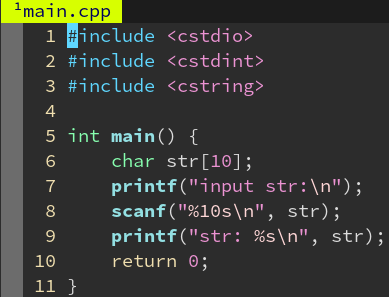 ¹main.cpp
1 #include <cstdio>
2 #include <cstdint>
3 #include <cstring>
4
5 int main() {
6     char str[10];
7     printf("input str:\n");
8     scanf("%10s\n", str);
9     printf("str: %s\n", str);
10     return 0;
11 }